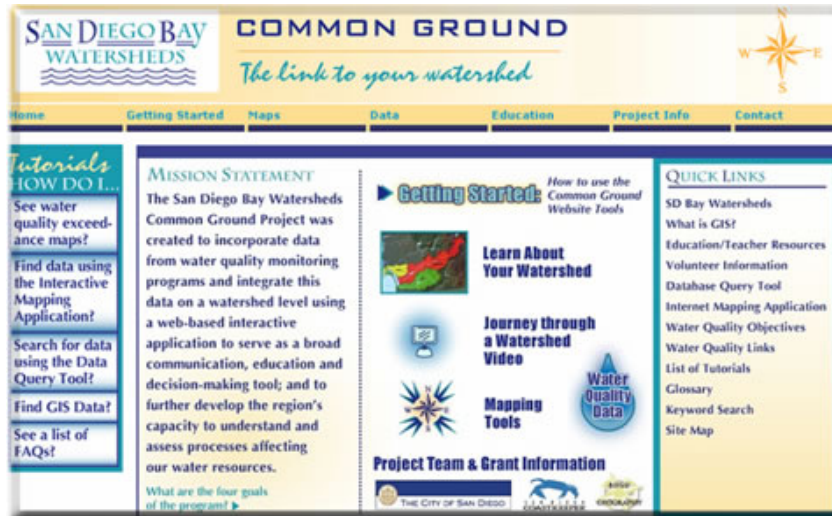 SAN DIEGO BAY
WATERSHEDS
COMMON GROUND
The link to your watershed
N
W
E
S
Home
Getting Started
Maps
Data
Education
Project Info
Contact
Tutorials
HOW DO I...
See water
quality exceed-
ance maps?
Find data using
the Interactive
Mapping
Application?
Search for data
using the Data
Query Tool?
Find GIS Data?
See a list of
FAQs?
MISSION STATEMENT
The San Diego Bay Watersheds
Common Ground Project was
created to incorporate data
from water quality monitoring
programs and integrate this
data on a watershed level using
a web-based interactive
application to serve as a broad
communication, education and
decision-making tool; and to
further develop the region's
capacity to understand and
assess processes affecting
our water resources.
What are the four goals
of the program?
Getting Started:
How to use the
Common Ground
Website Tools
Learn About
Your Watershed
Journey through
a Watershed
Video
Mapping
Tools
Water
Quality
Data
Project Team & Grant Information
THE CITY OF SAN DIEGO
SAN DIEGO
COASTKEEPER
QUICK LINKS
SD Bay Watersheds
What is GIS?
Education/Teacher Resources
Volunteer Information
Database Query Tool
Internet Mapping Application
Water Quality Objectives
Water Quality Links
List of Tutorials
Glossary
Keyword Search
Site Map